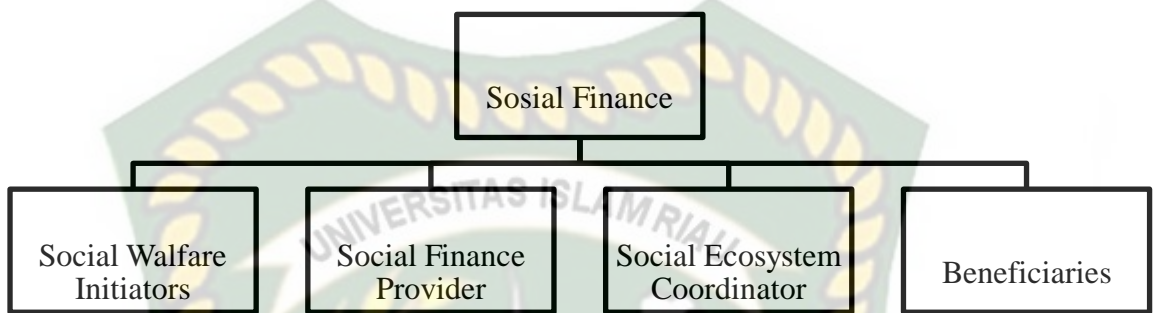 Sosial Finance
UNIVERSITAS ISLAM RIAU
Social Walfare
Initiators
Social Finance
Provider
Social Ecosystem
Coordinator
Beneficiaries